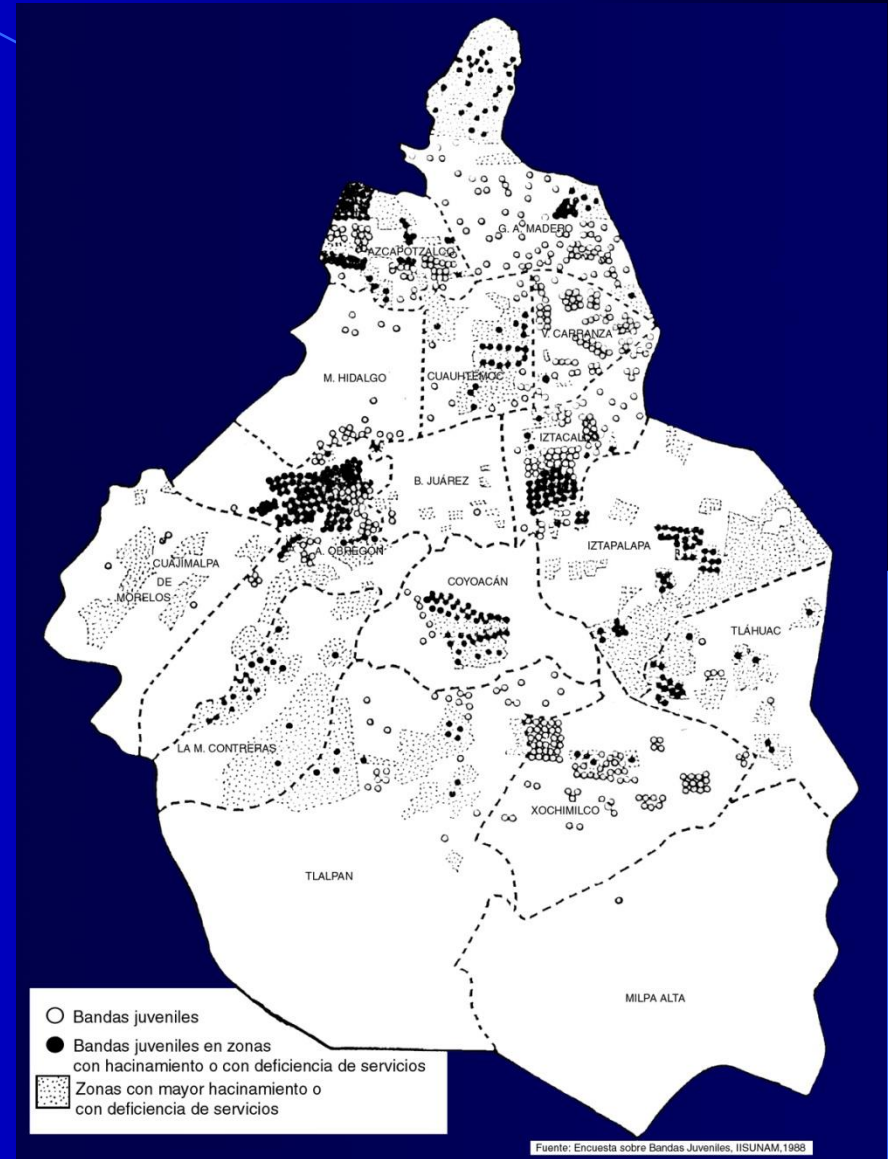 G. A. MADERO
AZCAPOTZALCO
V. CARRANZA
M. HIDALGO
CUAUHTEMOC
IZTACALCO
B. JUÁREZ
IZTAPALAPA
A. OBREGÓN
CUAJIMALPA
DE
MORELOS
COYOACÁN
TLÁHUAC
LA M. CONTRERAS
XOCHIMILCO
TLALPAN
MILPA ALTA
Bandas juveniles
Bandas juveniles en zonas
con hacinamiento o con deficiencia de servicios
Zonas con mayor hacinamiento o
con deficiencia de servicios
Fuente: Encuesta sobre Bandas Juveniles, IISUNAM,1988